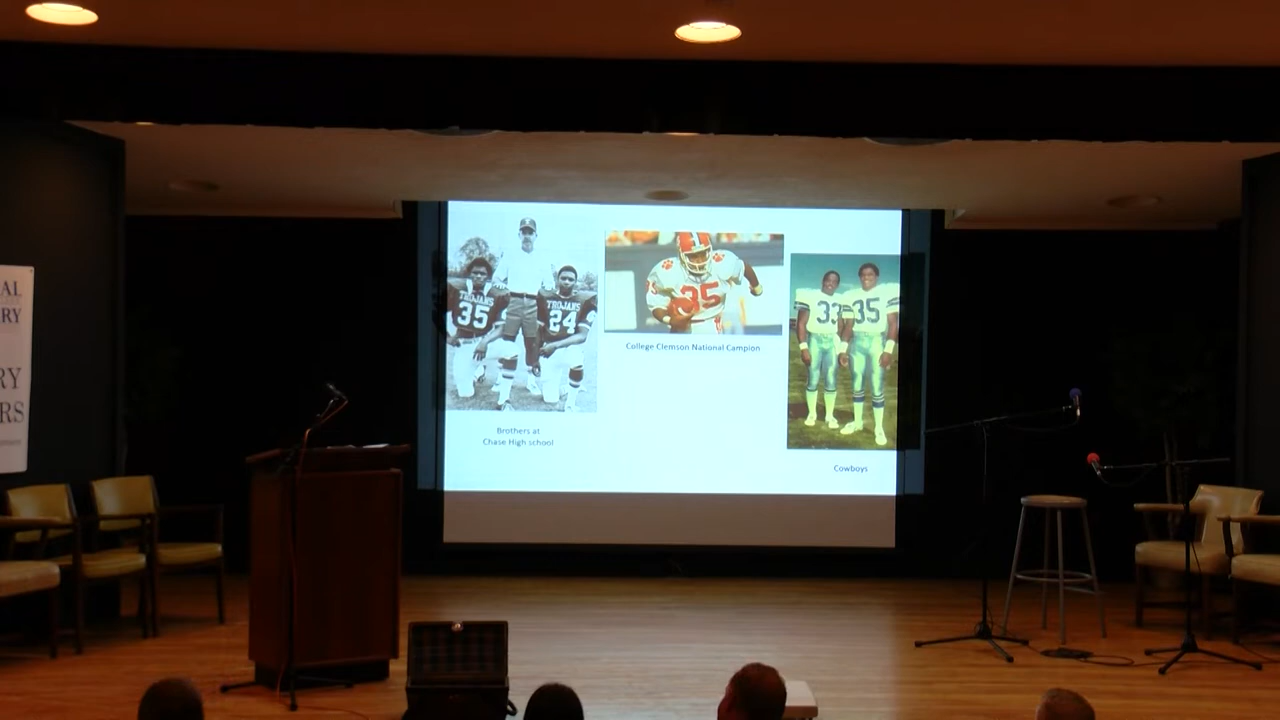 AL
RY
RY
RS
TROJANS
35
TROJANS
24
Brothers at
Chase High school
35
College Clemson National Campion
33
35
Cowboys